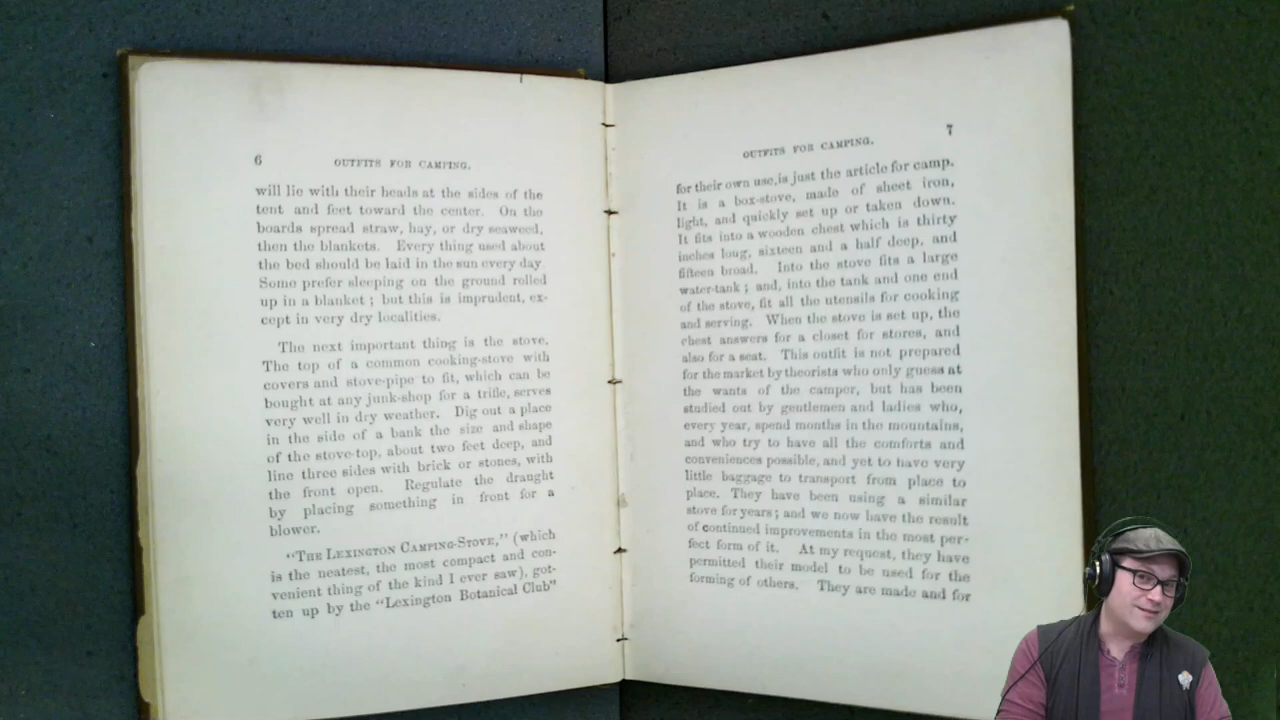 6
OUTFITS FOR CAMPING.
will lie with their heads at the sides of the
tent and feet toward the center. On the
boards spread straw, hay, or dry seaweed,
then the blankets. Every thing used about
the bed should be laid in the sun every day
Some prefer sleeping on the ground rolled
up in a blanket; but this is imprudent, ex-
cept in very dry localities.
The next important thing is the stove.
The top of a common cooking-stove with
covers and stove-pipe to fit, which can be
bought at any junk-shop for a trifle, serves
very well in dry weather. Dig out a place
in the side of a bank the size and shape
of the stove-top, about two feet deep, and
line three sides with brick or stones, with
the front open. Regulate the draught
by placing something in front for a
blower.
"THE LEXINGTON CAMPING-STOVE," (which
is the neatest, the most compact and con-
venient thing of the kind I ever saw), got-
ten up by the "Lexington Botanical Club"
OUTFITS FOR CAMPING.
7
for their own use, is just the article for camp.
It is a box-stove, made of sheet iron,
light, and quickly set up or taken down.
It fits into a wooden chest which is thirty
inches long, sixteen and a half deep, and
fifteen broad. Into the stove fits a large
water-tank; and, into the tank and one end
of the stove, fit all the utensils for cooking
and serving. When the stove is set up, the
chest answers for a closet for stores, and
also for a seat. This outfit is not prepared
for the market by theorists who only guess at
the wants of the camper, but has been
studied out by gentlemen and ladies who,
every year, spend months in the mountains,
and who try to have all the comforts and
conveniences possible, and yet to have very
little baggage to transport from place to
place. They have been using a similar
stove for years; and we now have the result
of continued improvements in the most per-
fect form of it. At my request, they have
permitted their model to be used for the
forming of others. They are made and for